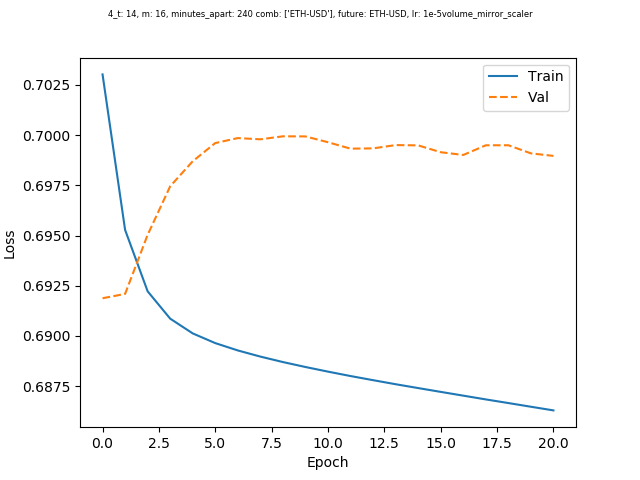 4_t: 14, m: 16, minutes_apart: 240 comb: ['ETH-USD'], future: ETH-USD, lr: 1e-5volume_mirror_scaler
Train
Val
0.7025
0.7000
0.6975
0.6950
0.6925
0.6900
0.6875
Loss
0.0 2.5 5.0 7.5 10.0 12.5 15.0 17.5 20.0
Epoch